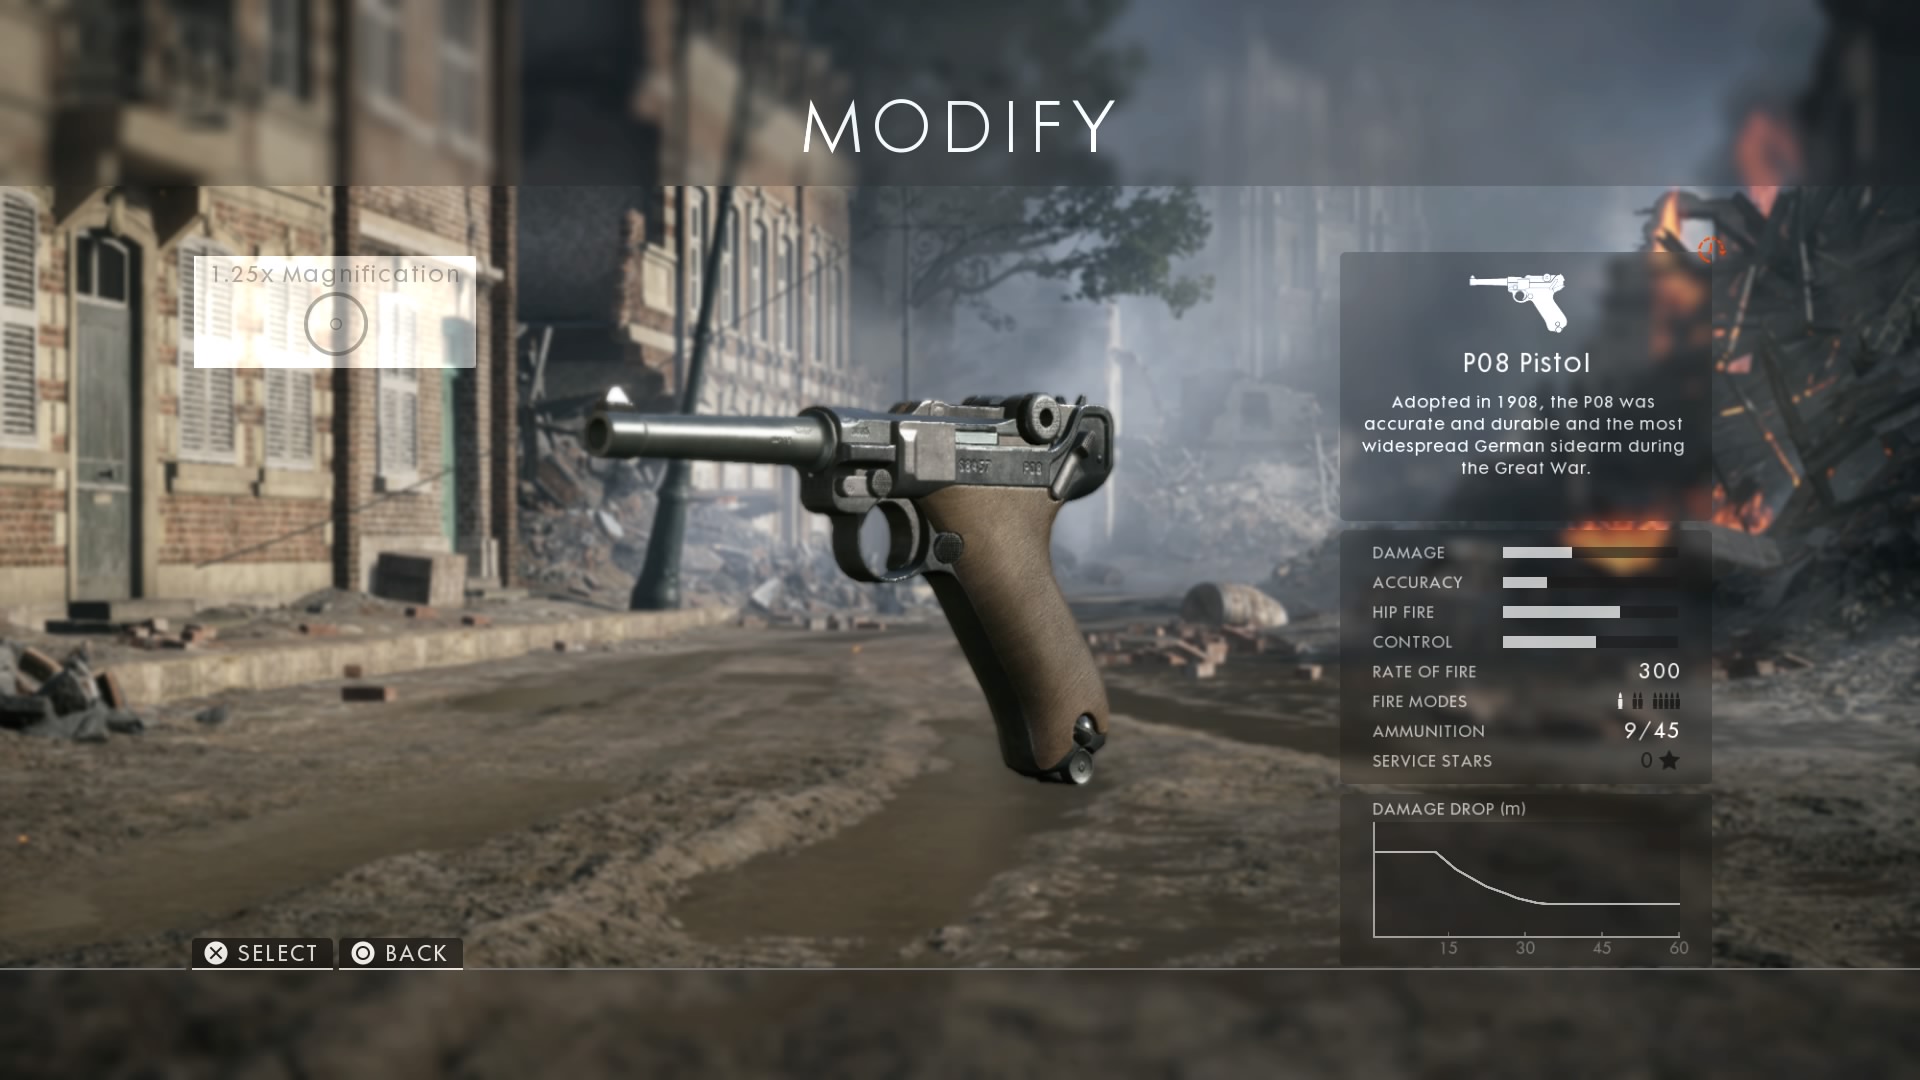 MODIFY
1.25x Magnification
P08 Pistol
Adopted in 1908, the P08 was
accurate and durable and the most
widespread German sidearm during
the Great War.
DAMAGE
ACCURACY
HIP FIRE
CONTROL
RATE OF FIRE 300
FIRE MODES
AMMUNITION 9/45
SERVICE STARS 0
DAMAGE DROP (m)
15 30 45 60
P08
SELECT BACK